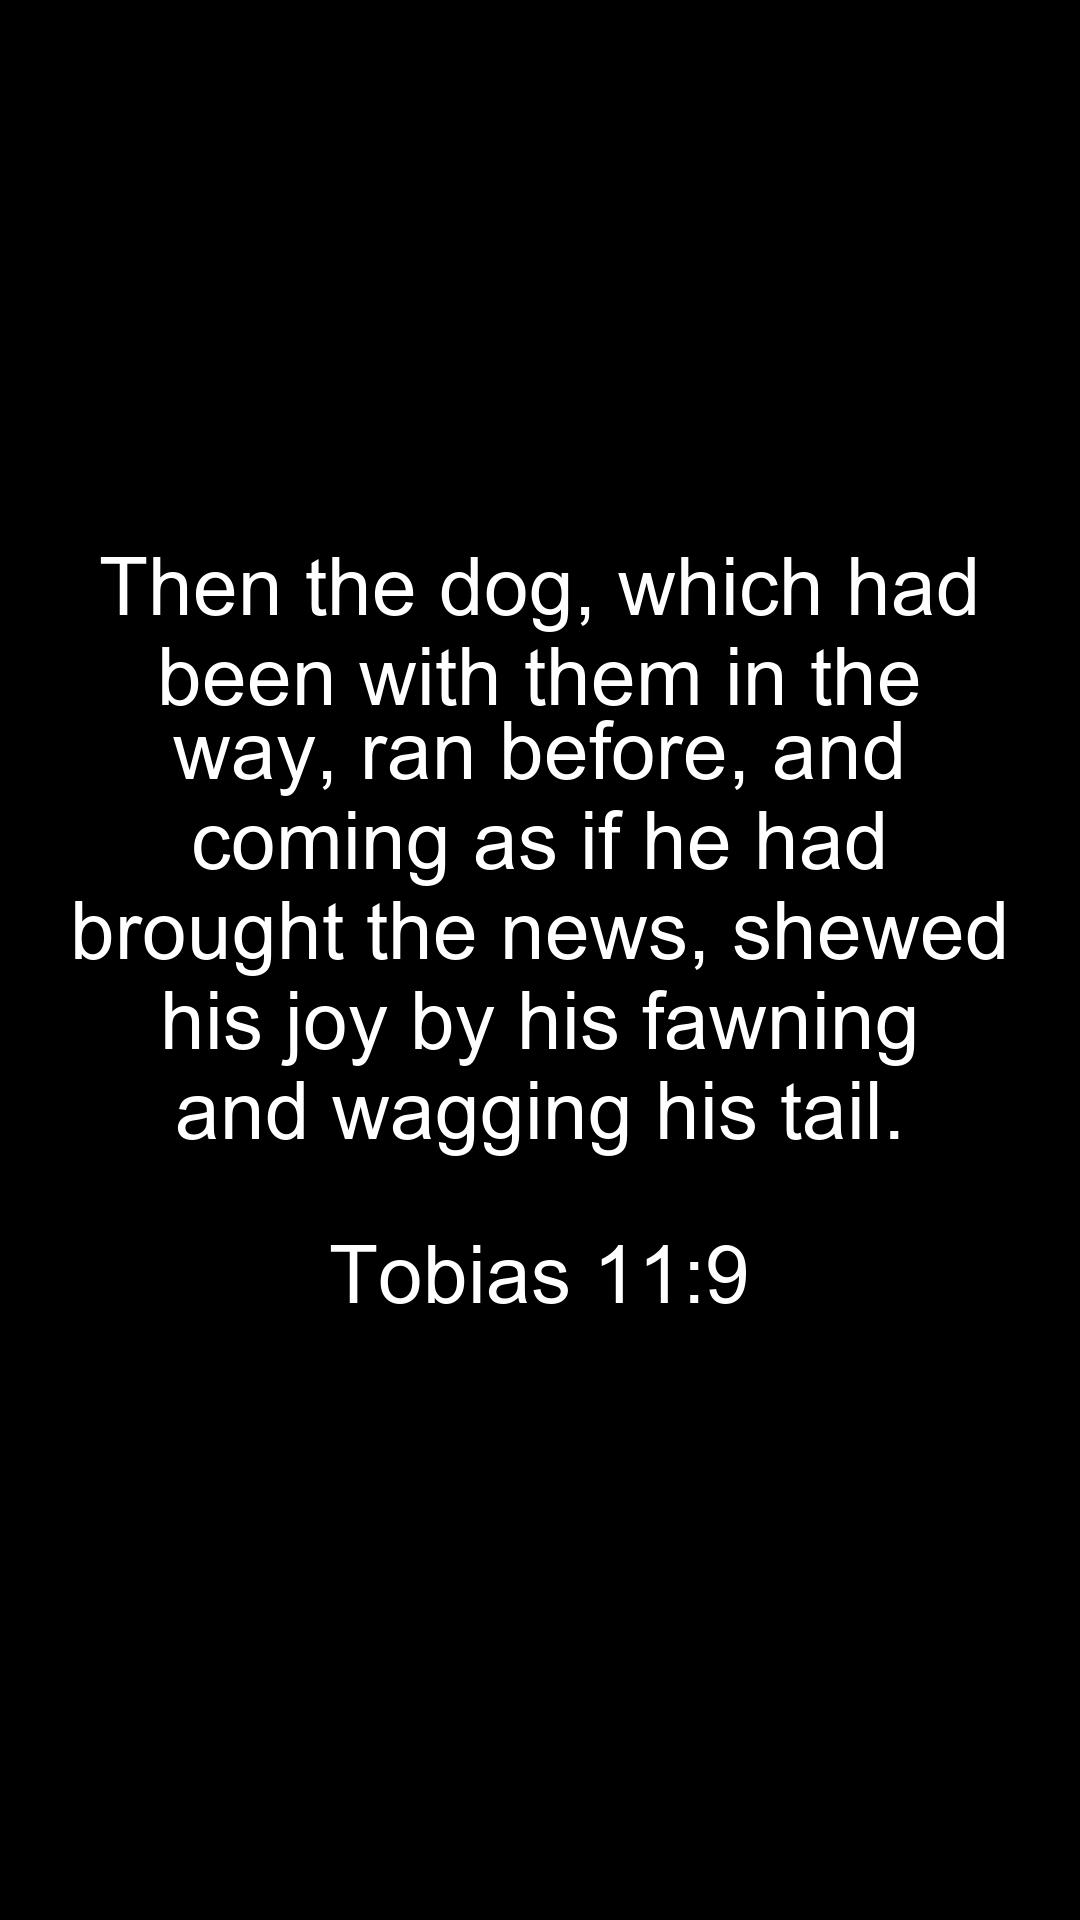 Then the dog, which had
been with them in the
way, ran before, and
coming as if he had
brought the news, shewed
his joy by his fawning
and wagging his tail.
Tobias 11:9